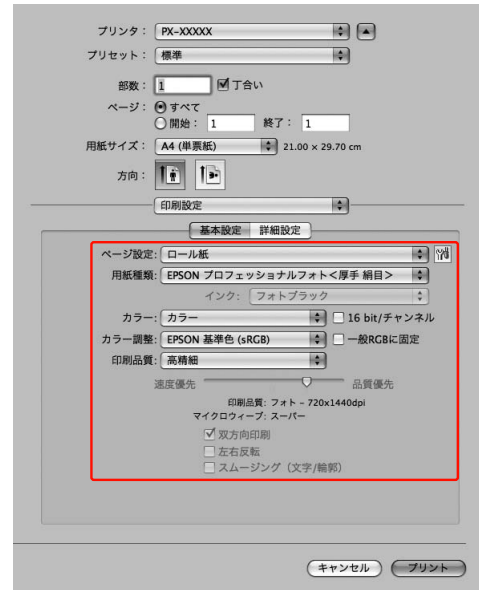 プリンタ： PX-XXXXX
プリセット： 標準
部数： 1 丁合い
ページ： すべて
開始： 1 終了： 1
用紙サイズ： A4 (単票紙) 21.00 x 29.70 cm
方向：
印刷設定
基本設定 詳細設定
ページ設定： ロール紙
用紙種類： EPSON プロフェッショナルフォト＜厚手 絹目＞
インク： フォトブラック
カラー： カラー 16 bit/チャンネル
カラー調整： EPSON 基準色 (sRGB) 一般RGBに固定
印刷品質： 高精細
速度優先 品質優先
印刷品質： フォト – 720x1440dpi
マイクロウィーブ： スーパー
双方向印刷
左右反転
スムージング（文字/輪郭）
キャンセル プリント